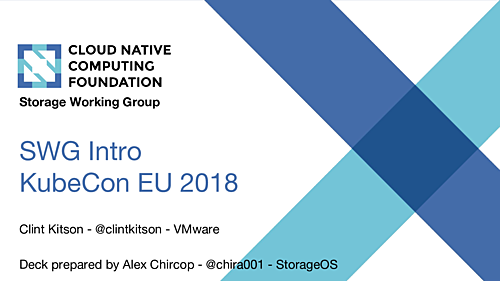 CLOUD NATIVE
COMPUTING
FOUNDATION
Storage Working Group
SWG Intro
KubeCon EU 2018
Clint Kitson - @clintkitson - VMware
Deck prepared by Alex Chircop - @chira001 - StorageOS